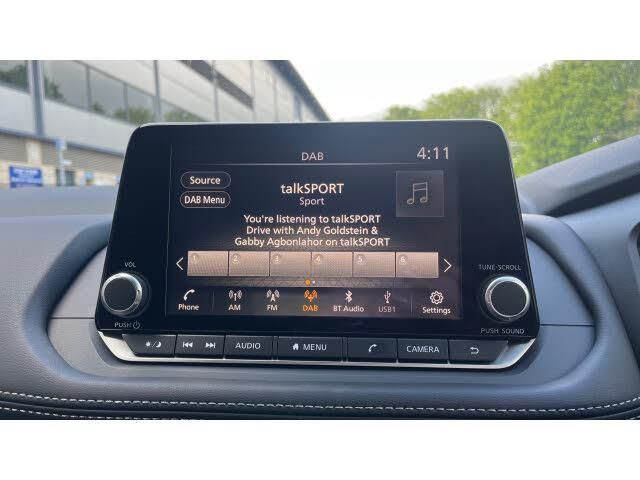 DAB
4:11
Source
DAB Menu
talkSPORT
Sport
You're listening to talkSPORT
Drive with Andy Goldstein &
Gabby Agbonlahor on talkSPORT
1 2 3 4 5 6
Phone AM FM DAB BT Audio USB1 Settings
VOL
PUSH
TUNE·SCROLL
PUSH SOUND
AUDIO MENU CAMERA